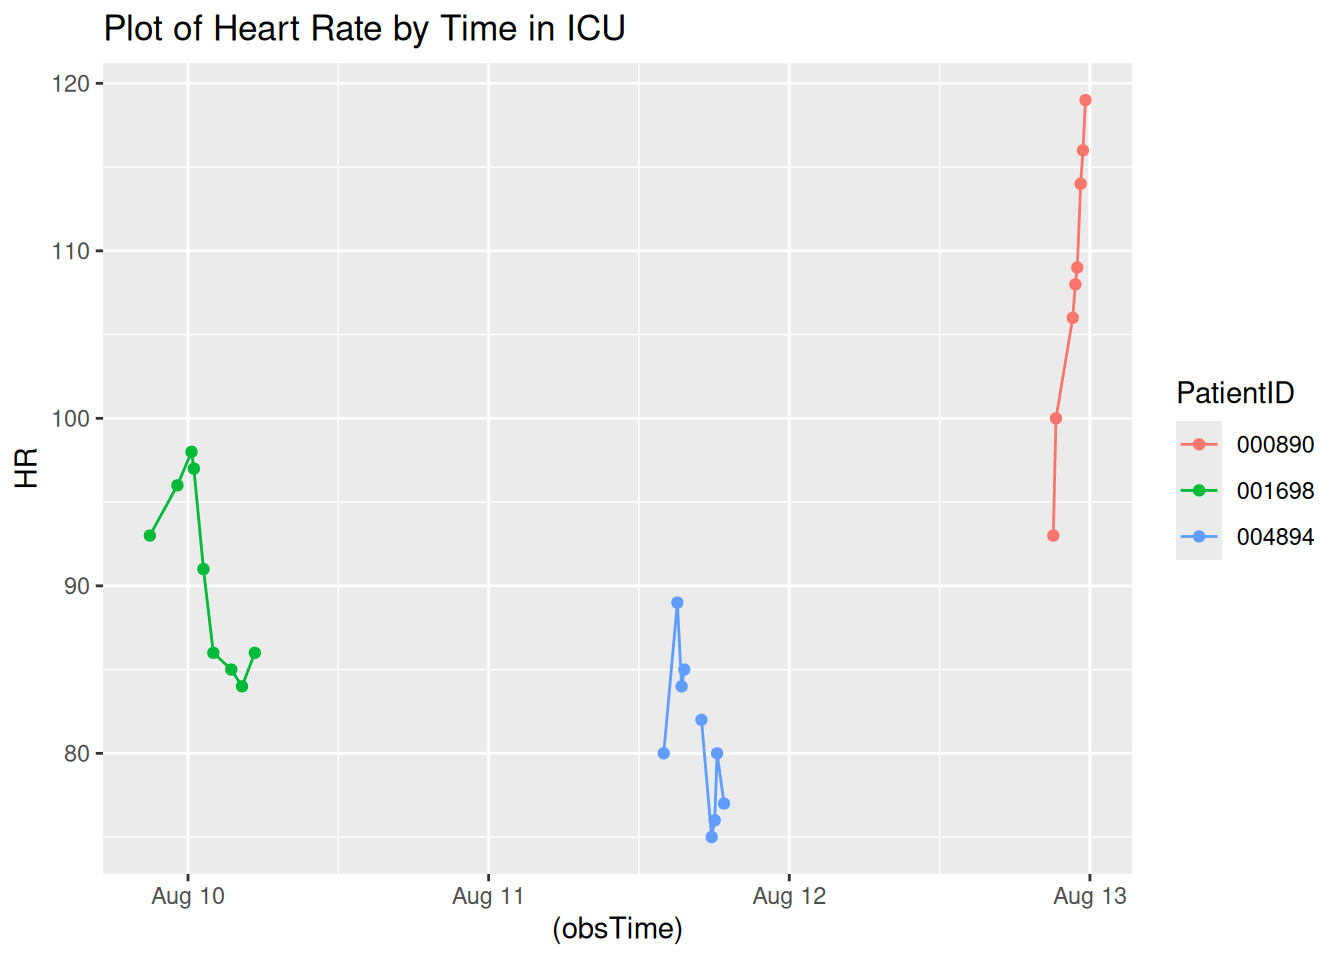 Plot of Heart Rate by Time in ICU
120
110
100
90
80
HR
Aug 10
Aug 11
Aug 12
Aug 13
(obsTime)
PatientID
000890
001698
004894